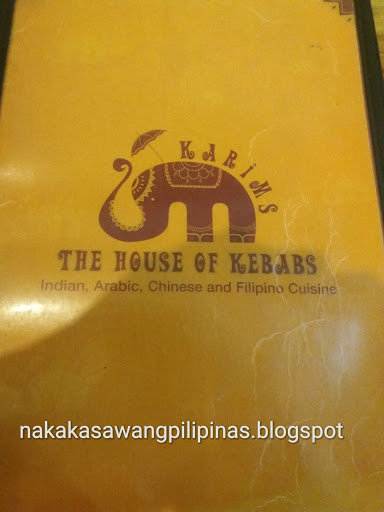 KARiMS
THE HOUSE OF KEBABS
Indian, Arabic, Chinese and Filipino Cuisine
nakakasawangpilipinas.blogspot